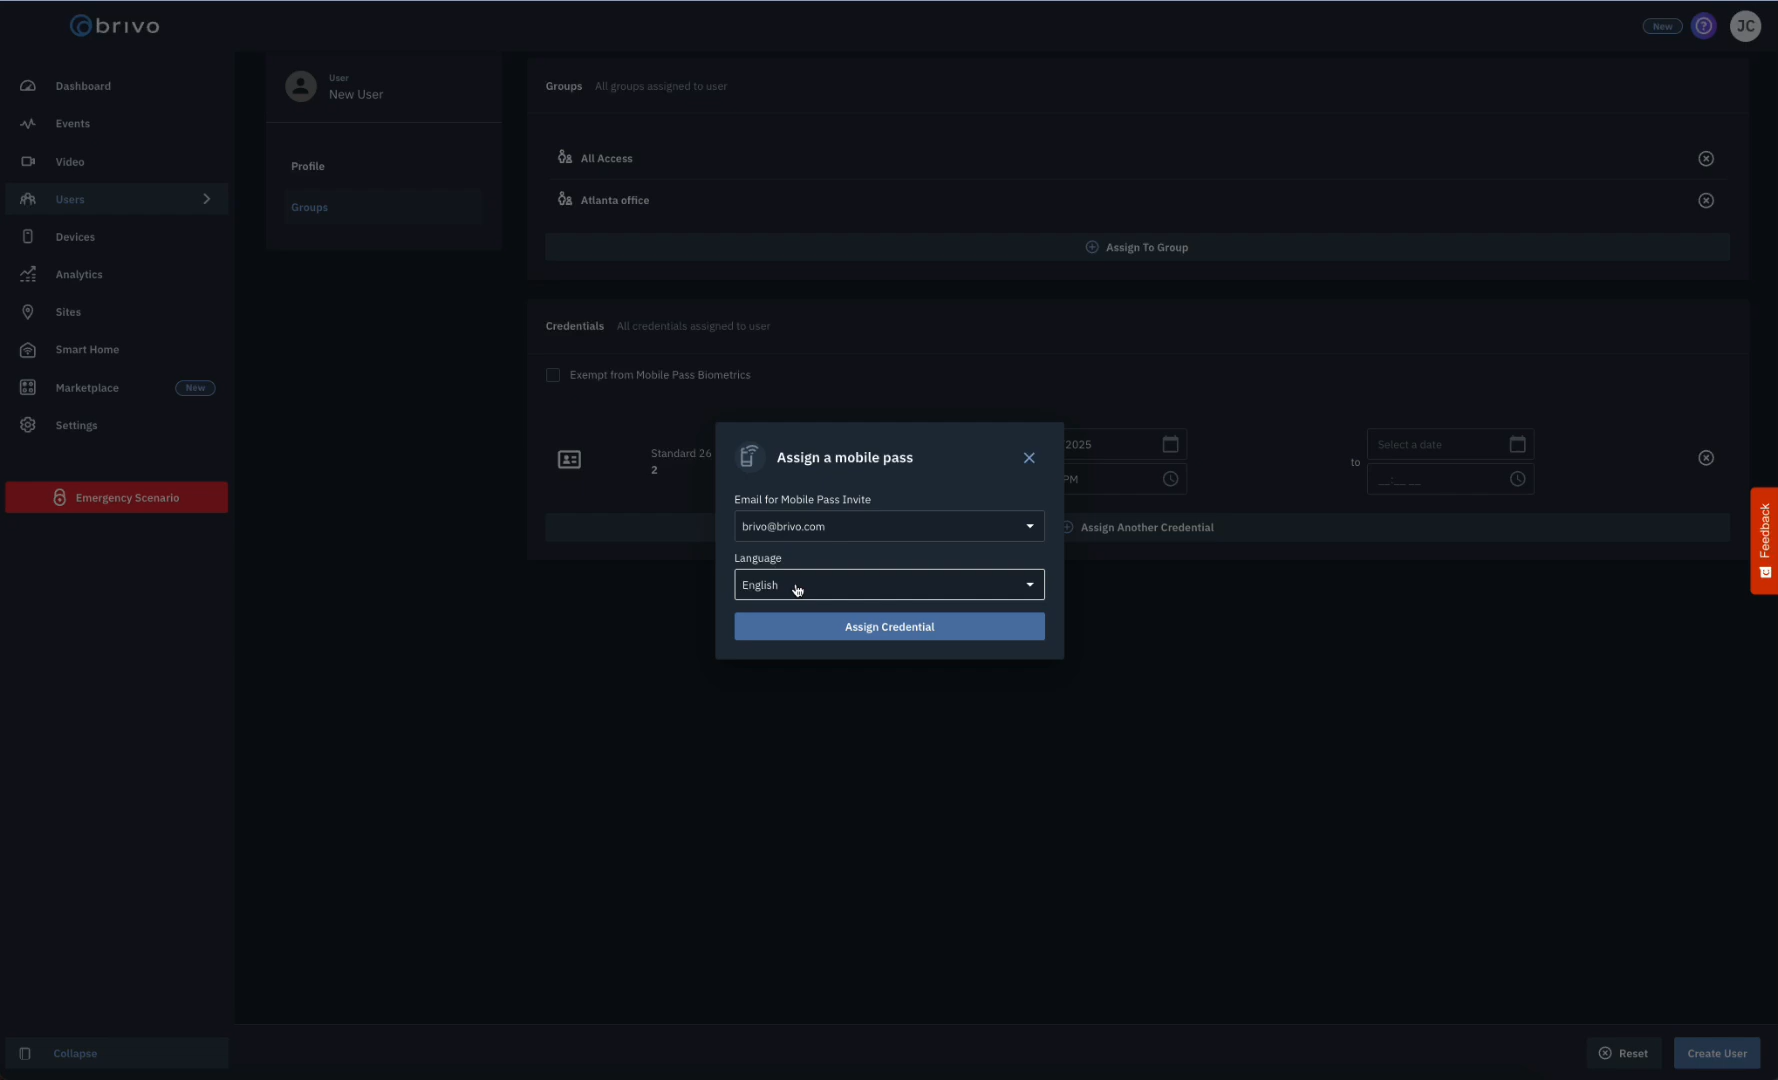 brivo
New
JC
Dashboard
Events
Video
Users
Devices
Analytics
Sites
Smart Home
Marketplace New
Settings
Emergency Scenario
Collapse
User
New User
Profile
Groups
Groups All groups assigned to user
All Access
Atlanta office
Assign To Group
Credentials All credentials assigned to user
Exempt from Mobile Pass Biometrics
Standard 26
2
2025
PM
to
Select a date
__:__ __
Assign Another Credential
Assign a mobile pass
Email for Mobile Pass Invite
brivo@brivo.com
Language
English
Assign Credential
Feedback
Reset
Create User